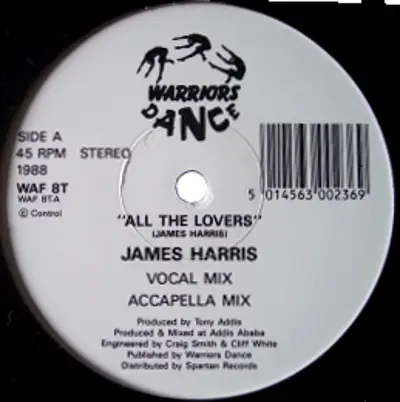 WARRIORS
DANCE
SIDE A
45 RPM STEREO
1988
WAF 8T
WAF 8T-A
© Control
5 014563 002369
"ALL THE LOVERS"
(JAMES HARRIS)
JAMES HARRIS
VOCAL MIX
ACCAPELLA MIX
Produced by Tony Addis
Produced & Mixed at Addis Ababa
Engineered by Craig Smith & Cliff White
Published by Warriors Dance
Distributed by Spartan Records